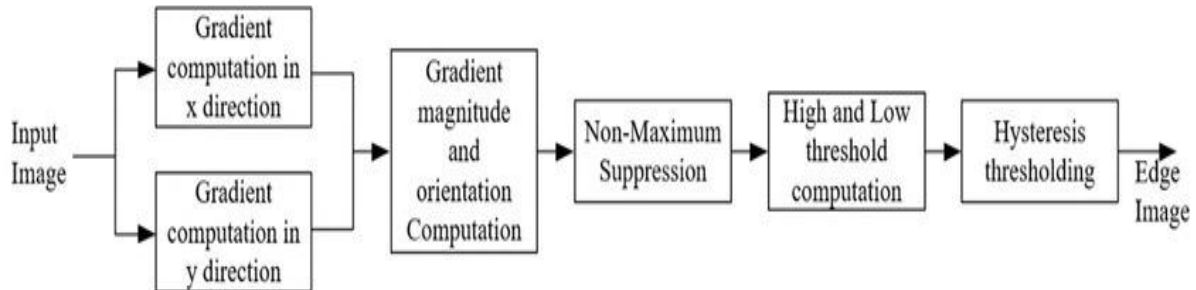 Input
Image
Gradient
computation in
x direction
Gradient
computation in
y direction
Gradient
magnitude
and
orientation
Computation
Non-Maximum
Suppression
High and Low
threshold
computation
Hysteresis
thresholding
Edge
Image